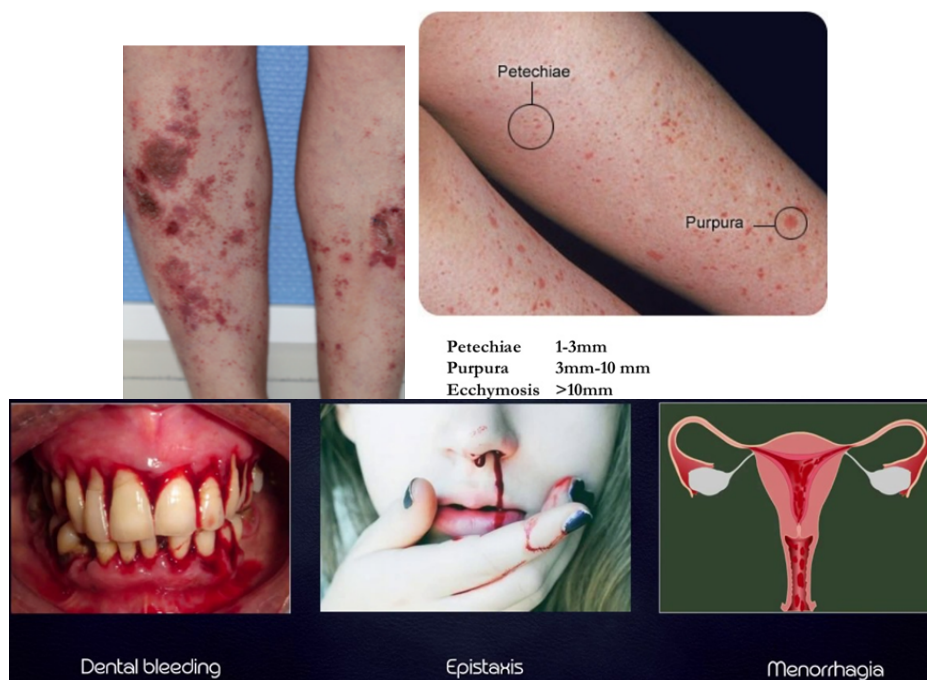 Petechiae
Purpura
Petechiae 1-3mm
Purpura 3mm-10 mm
Ecchymosis >10mm
Dental bleeding
Epistaxis
Menorrhagia